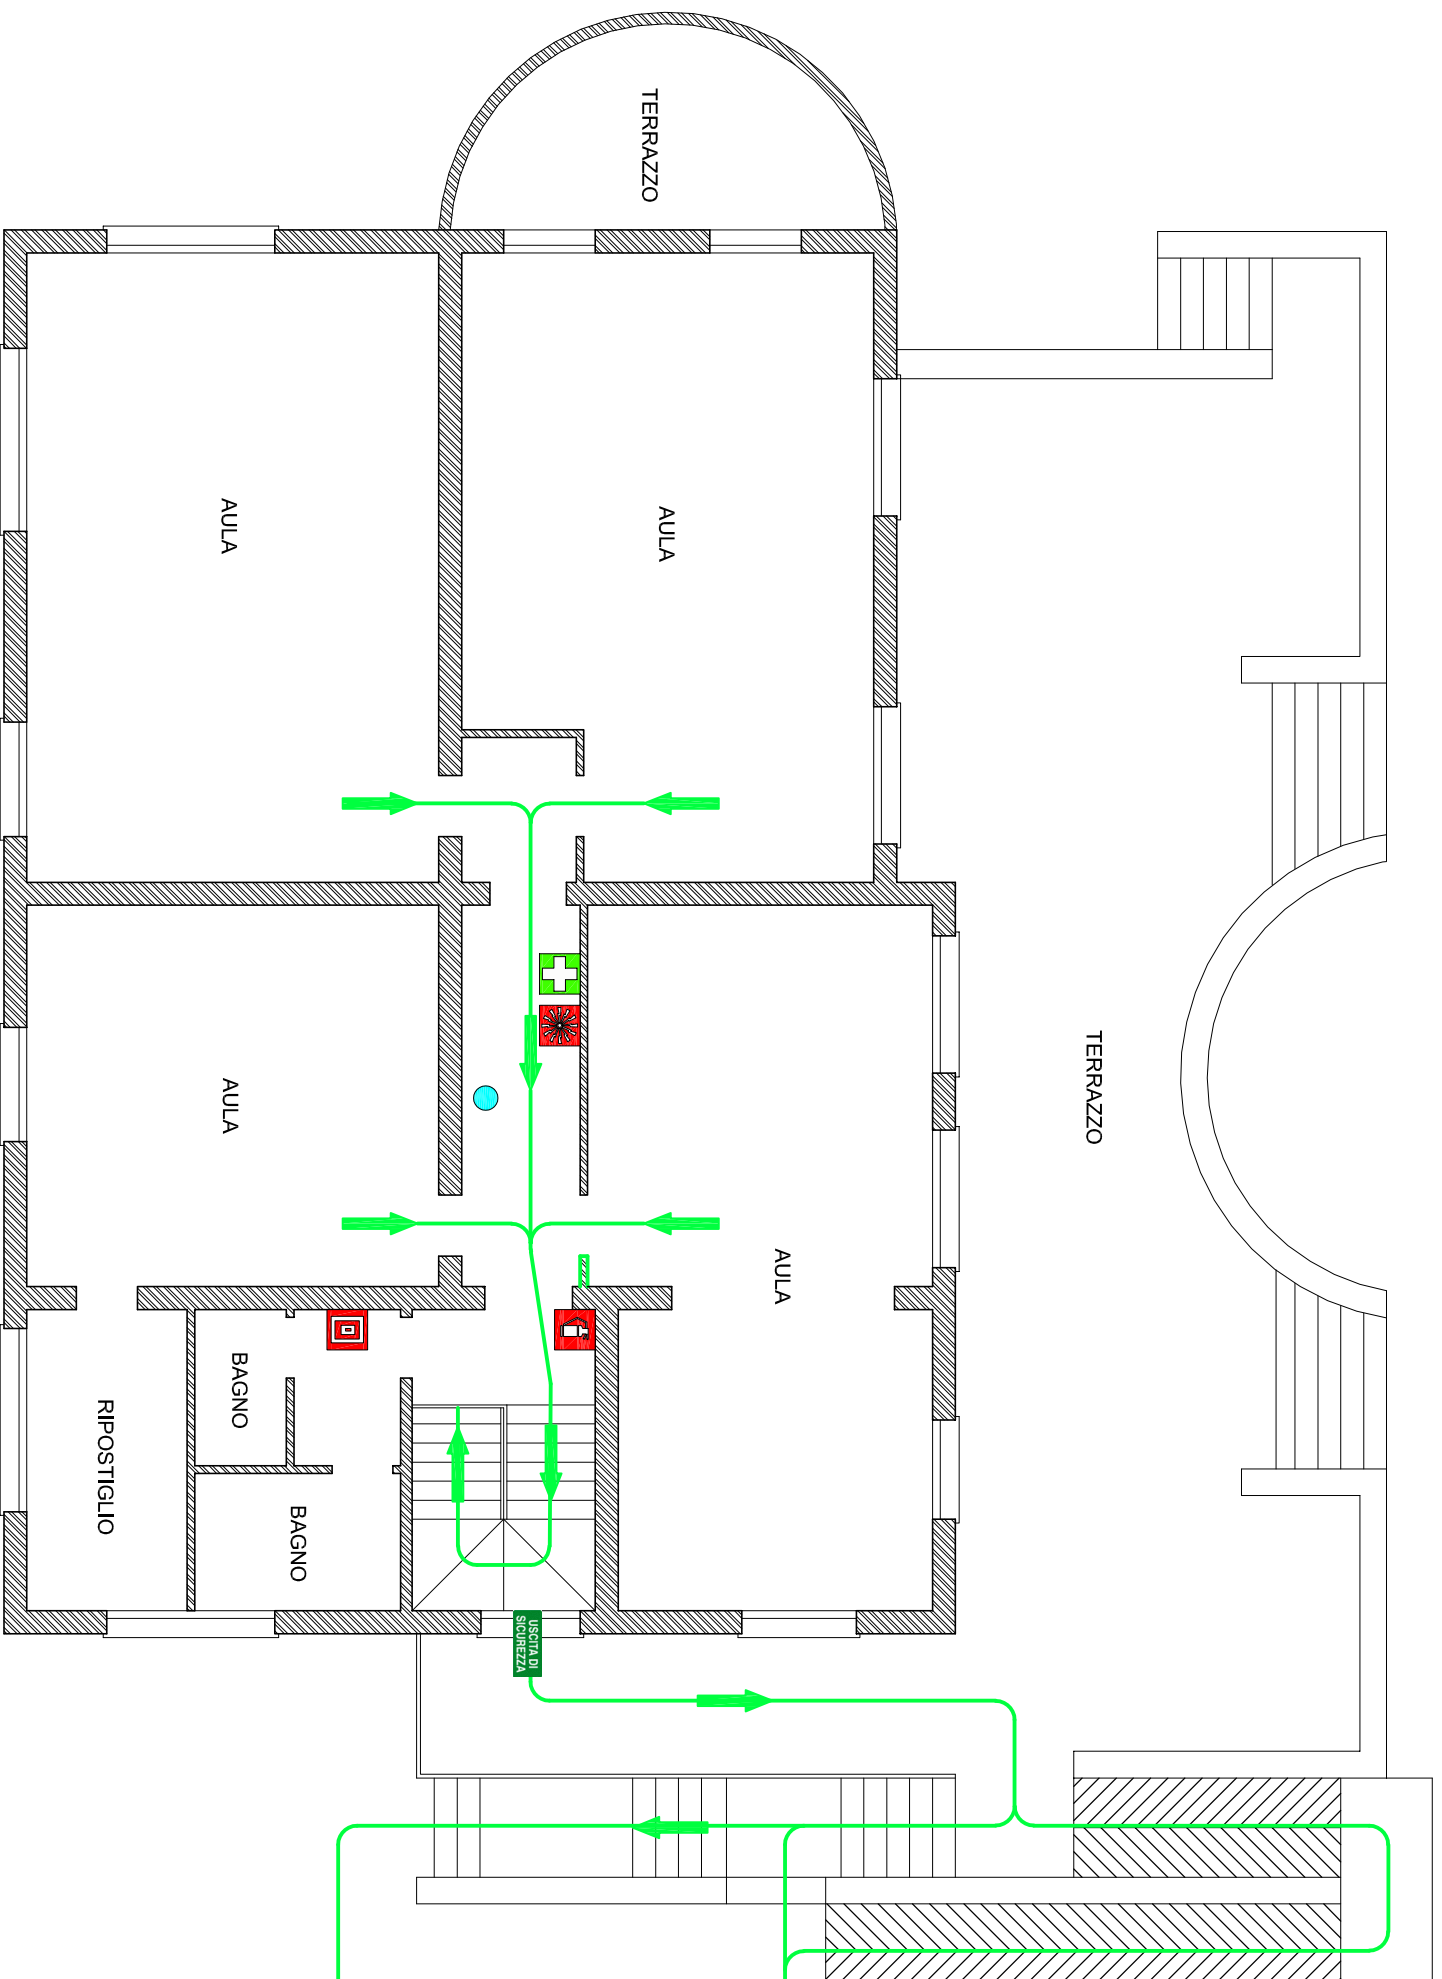 TERRAZZO
AULA
AULA
TERRAZZO
AULA
AULA
BAGNO
RIPOSTIGLIO
BAGNO
USCITA DI
SICUREZZA